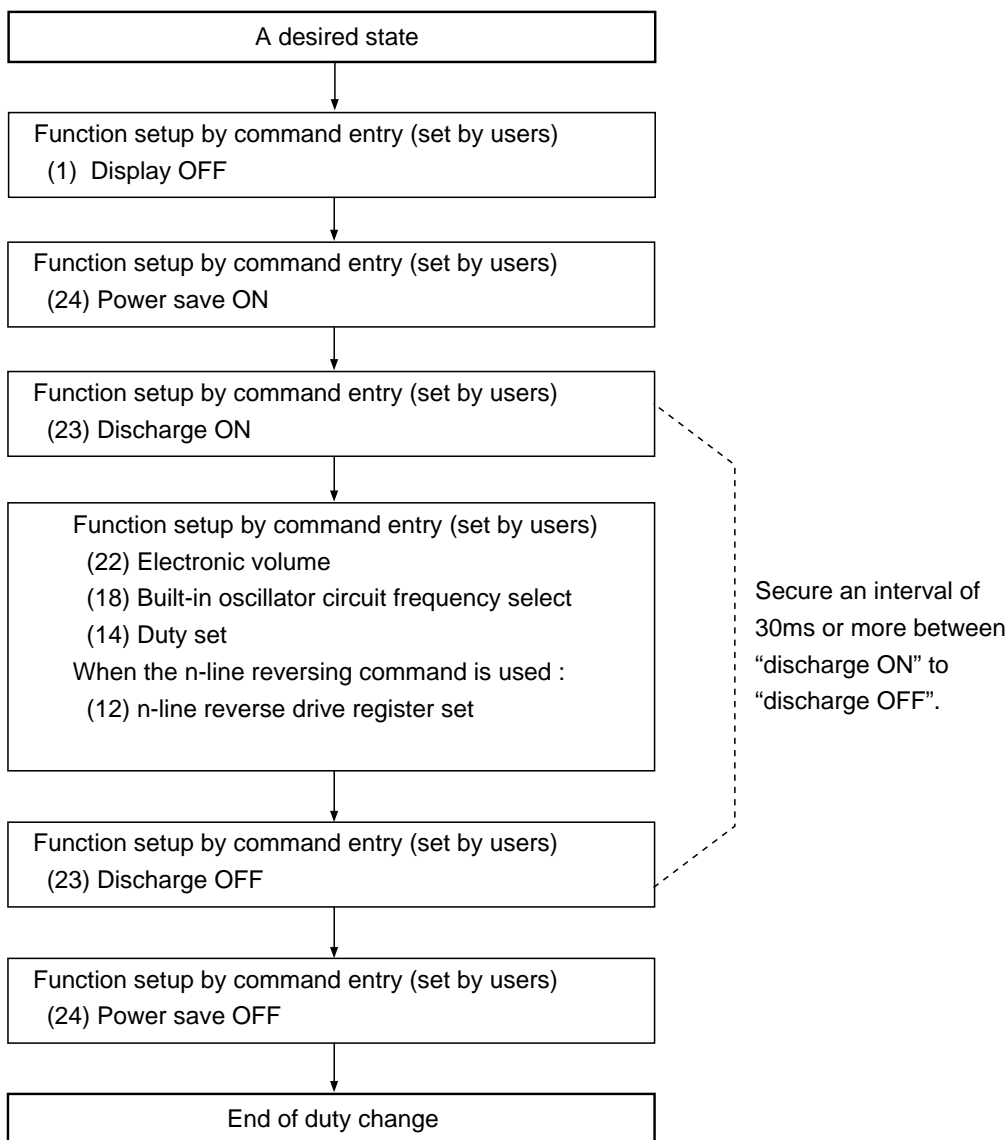 A desired state
Function setup by command entry (set by users)
(1) Display OFF
Function setup by command entry (set by users)
(24) Power save ON
Function setup by command entry (set by users)
(23) Discharge ON
Function setup by command entry (set by users)
(22) Electronic volume
(18) Built-in oscillator circuit frequency select
(14) Duty set
When the n-line reversing command is used :
(12) n-line reverse drive register set
Secure an interval of
30ms or more between
“discharge ON” to
“discharge OFF”.
Function setup by command entry (set by users)
(23) Discharge OFF
Function setup by command entry (set by users)
(24) Power save OFF
End of duty change